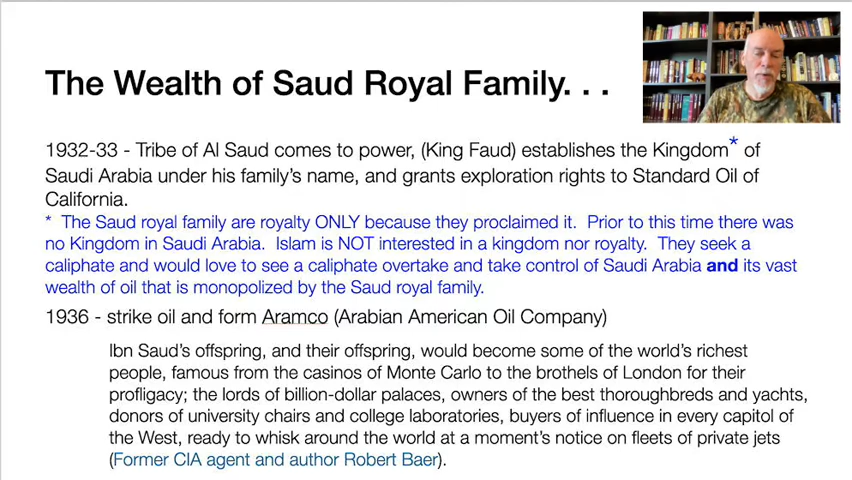 The Wealth of Saud Royal Family. . .
1932-33 - Tribe of Al Saud comes to power, (King Faud) establishes the Kingdom* of
Saudi Arabia under his family's name, and grants exploration rights to Standard Oil of
California.
* The Saud royal family are royalty ONLY because they proclaimed it. Prior to this time there was
no Kingdom in Saudi Arabia. Islam is NOT interested in a kingdom nor royalty. They seek a
caliphate and would love to see a caliphate overtake and take control of Saudi Arabia and its vast
wealth of oil that is monopolized by the Saud royal family.
1936 - strike oil and form Aramco (Arabian American Oil Company)
Ibn Saud's offspring, and their offspring, would become some of the world's richest
people, famous from the casinos of Monte Carlo to the brothels of London for their
profligacy; the lords of billion-dollar palaces, owners of the best thoroughbreds and yachts,
donors of university chairs and college laboratories, buyers of influence in every capitol of
the West, ready to whisk around the world at a moment's notice on fleets of private jets
(Former CIA agent and author Robert Baer).